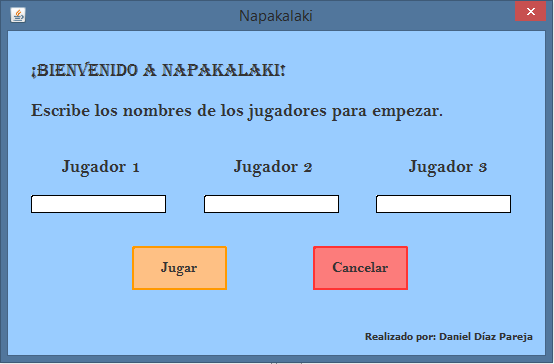 Napakalaki
¡BIENVENIDO A NAPAKALAKI!
Escribe los nombres de los jugadores para empezar.
Jugador 1 Jugador 2 Jugador 3
Jugar Cancelar
Realizado por: Daniel Díaz Pareja